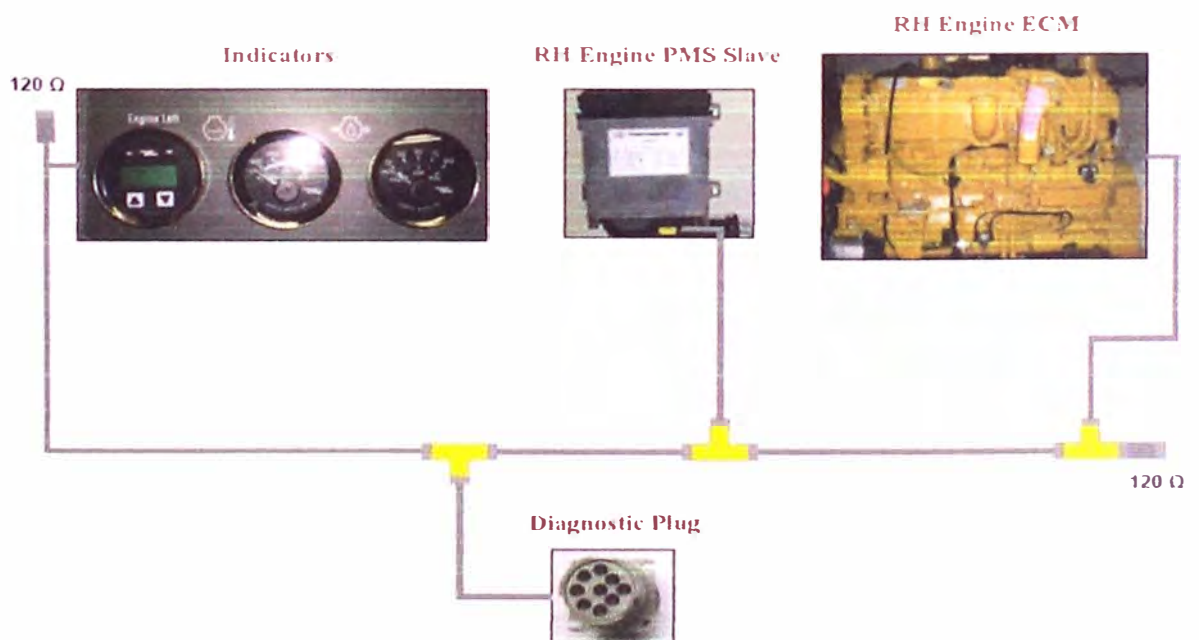 RH Engine ECM
Indicators
RH Engine PMS Slave
120 Ω
Engine Left
120 Ω
Diagnostic Plug